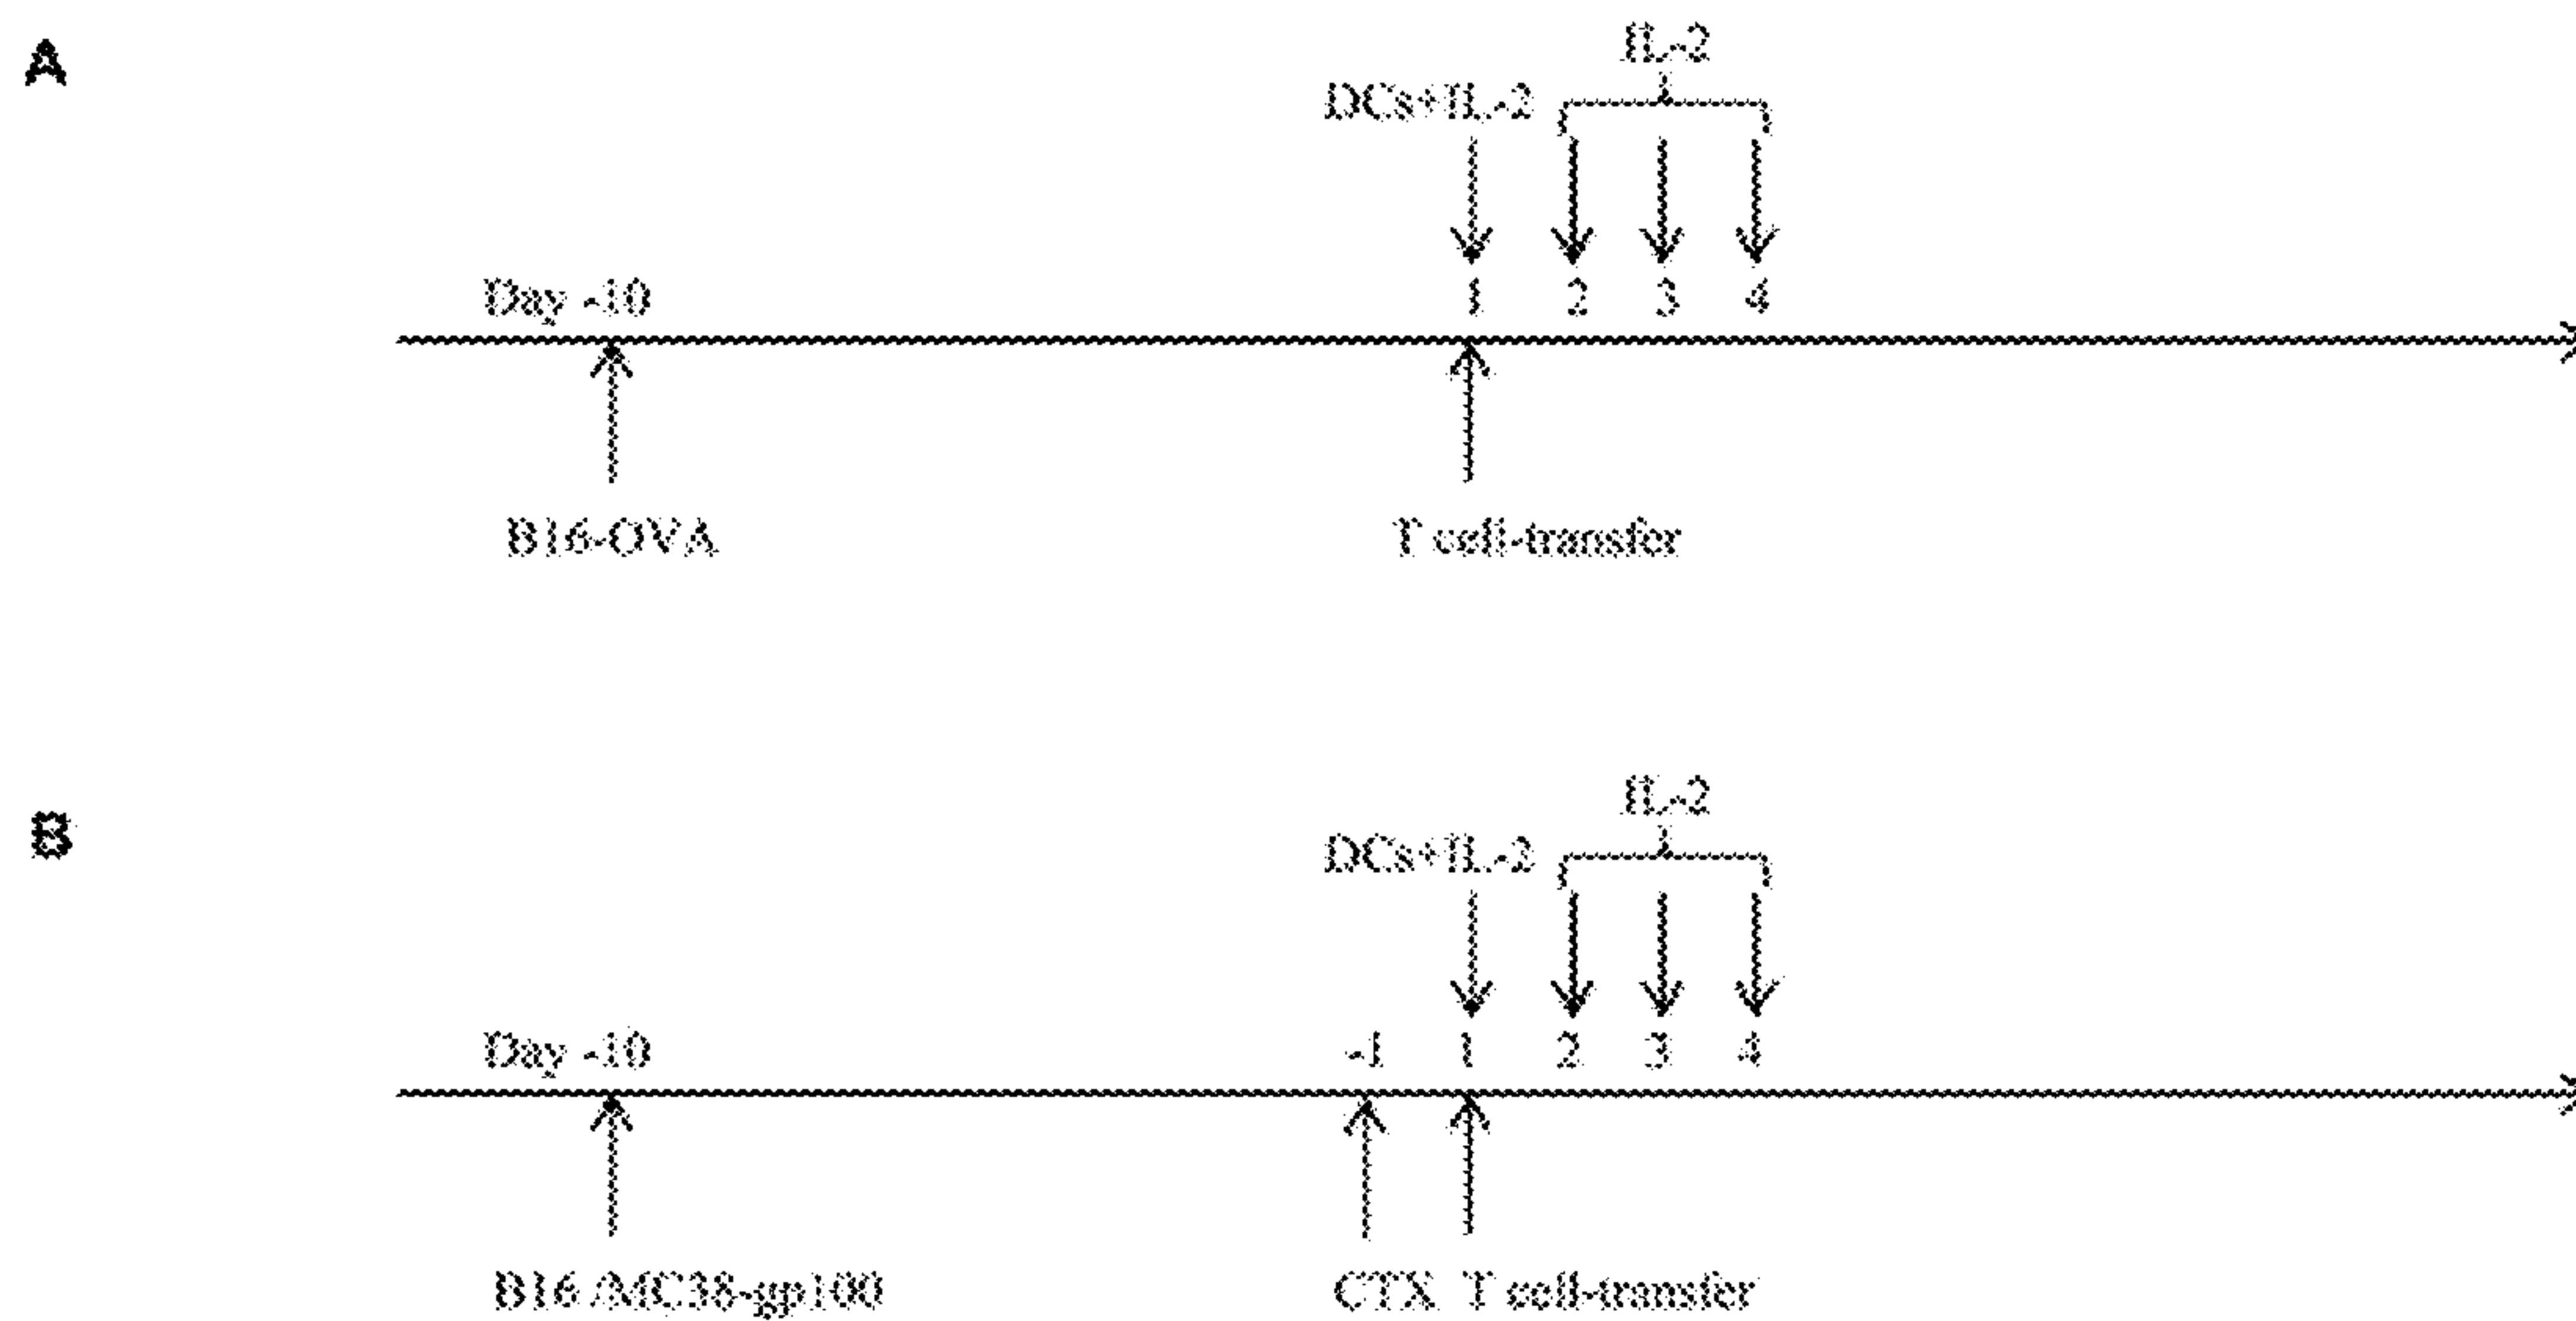 A
IL-2
DCs+IL-2
Day -10 1 2 3 4
B16-OVA T cell-transfer
B
IL-2
DCs+IL-2
Day -10 -1 1 2 3 4
B16 /MC38-gp100 CTX T cell-transfer